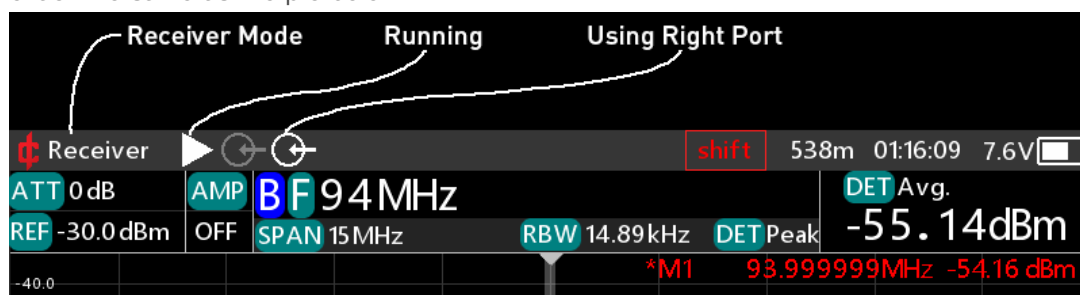 Receiver Mode Running Using Right Port
Receiver shift 538m 01:16:09 7.6V
ATT 0 dB AMP B F 94 MHz DET Avg.
-55.14dBm
REF -30.0 dBm OFF SPAN 15 MHz RBW 14.89 kHz DET Peak
*M1 93.999999MHz -54.16 dBm
-40.0